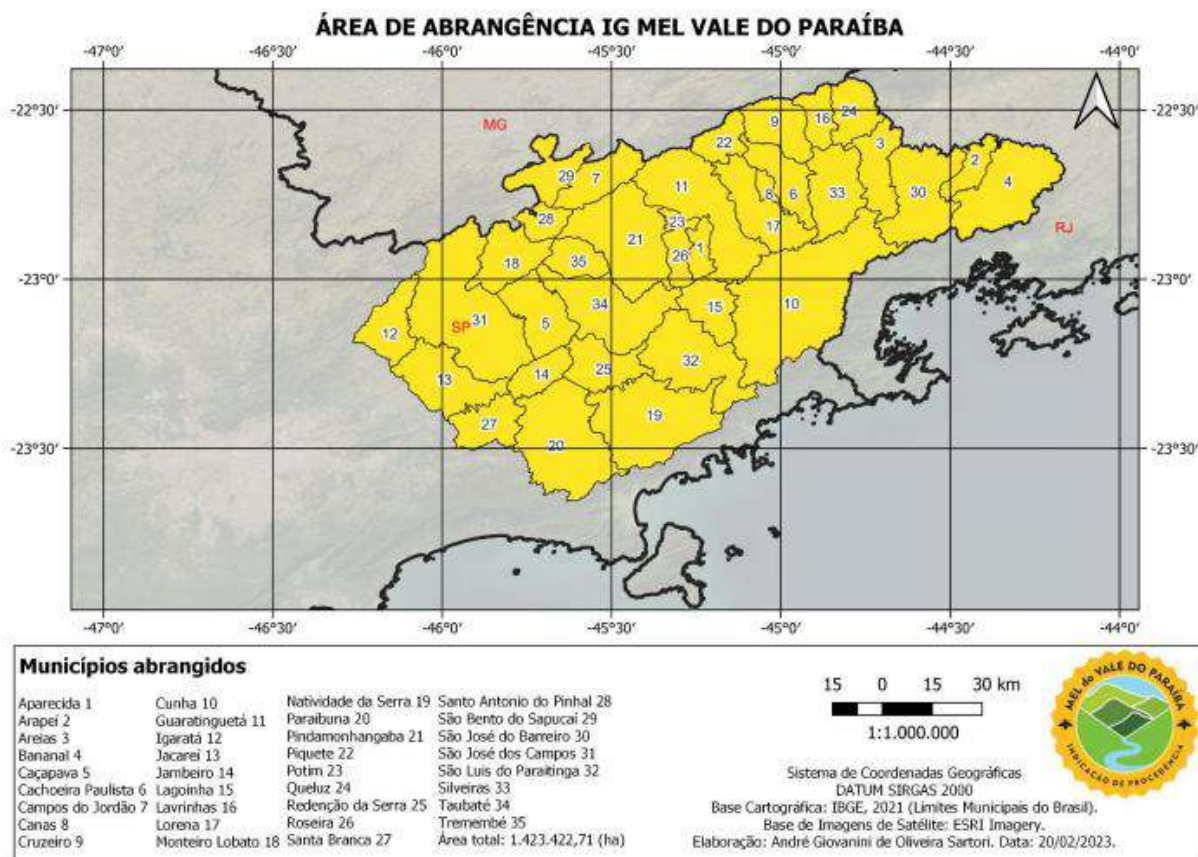 ÁREA DE ABRANGÊNCIA IG MEL VALE DO PARAÍBA
-47°0' -46°30' -46°0' -45°30' -45°0' -44°30' -44°0'
-22°30' -22°30'
-23°0' -23°0'
-23°30' -23°30'
MG
RJ
SP
24
16
9
22
3
2
29 7
11
8 6 33
30
4
28
23
17
21
1
18 35
26
34
15
10
31
5
12
32
13
14
25
19
27
20
-47°0' -46°30' -46°0' -45°30' -45°0' -44°30' -44°0'
Municípios abrangidos
Aparecida 1
Arapeí 2
Areias 3
Bananal 4
Caçapava 5
Cachoeira Paulista 6
Campos do Jordão 7
Canas 8
Cruzeiro 9
Cunha 10
Guaratinguetá 11
Igaratá 12
Jacareí 13
Jambeiro 14
Lagoinha 15
Lavrinhas 16
Lorena 17
Monteiro Lobato 18
Natividade da Serra 19
Paraibuna 20
Pindamonhangaba 21
Piquete 22
Potim 23
Queluz 24
Redenção da Serra 25
Roseira 26
Santa Branca 27
Santo Antonio do Pinhal 28
São Bento do Sapucaí 29
São José do Barreiro 30
São José dos Campos 31
São Luis do Paraitinga 32
Silveiras 33
Taubaté 34
Tremembé 35
Área total: 1.423.422,71 (ha)
15 0 15 30 km
1:1.000.000
Sistema de Coordenadas Geográficas
DATUM SIRGAS 2000
Base Cartográfica: IBGE, 2021 (Limites Municipais do Brasil).
Base de Imagens de Satélite: ESRI Imagery.
Elaboração: André Giovanini de Oliveira Sartori. Data: 20/02/2023.
MEL do VALE DO PARAÍBA
INDICAÇÃO DE PROCEDÊNCIA